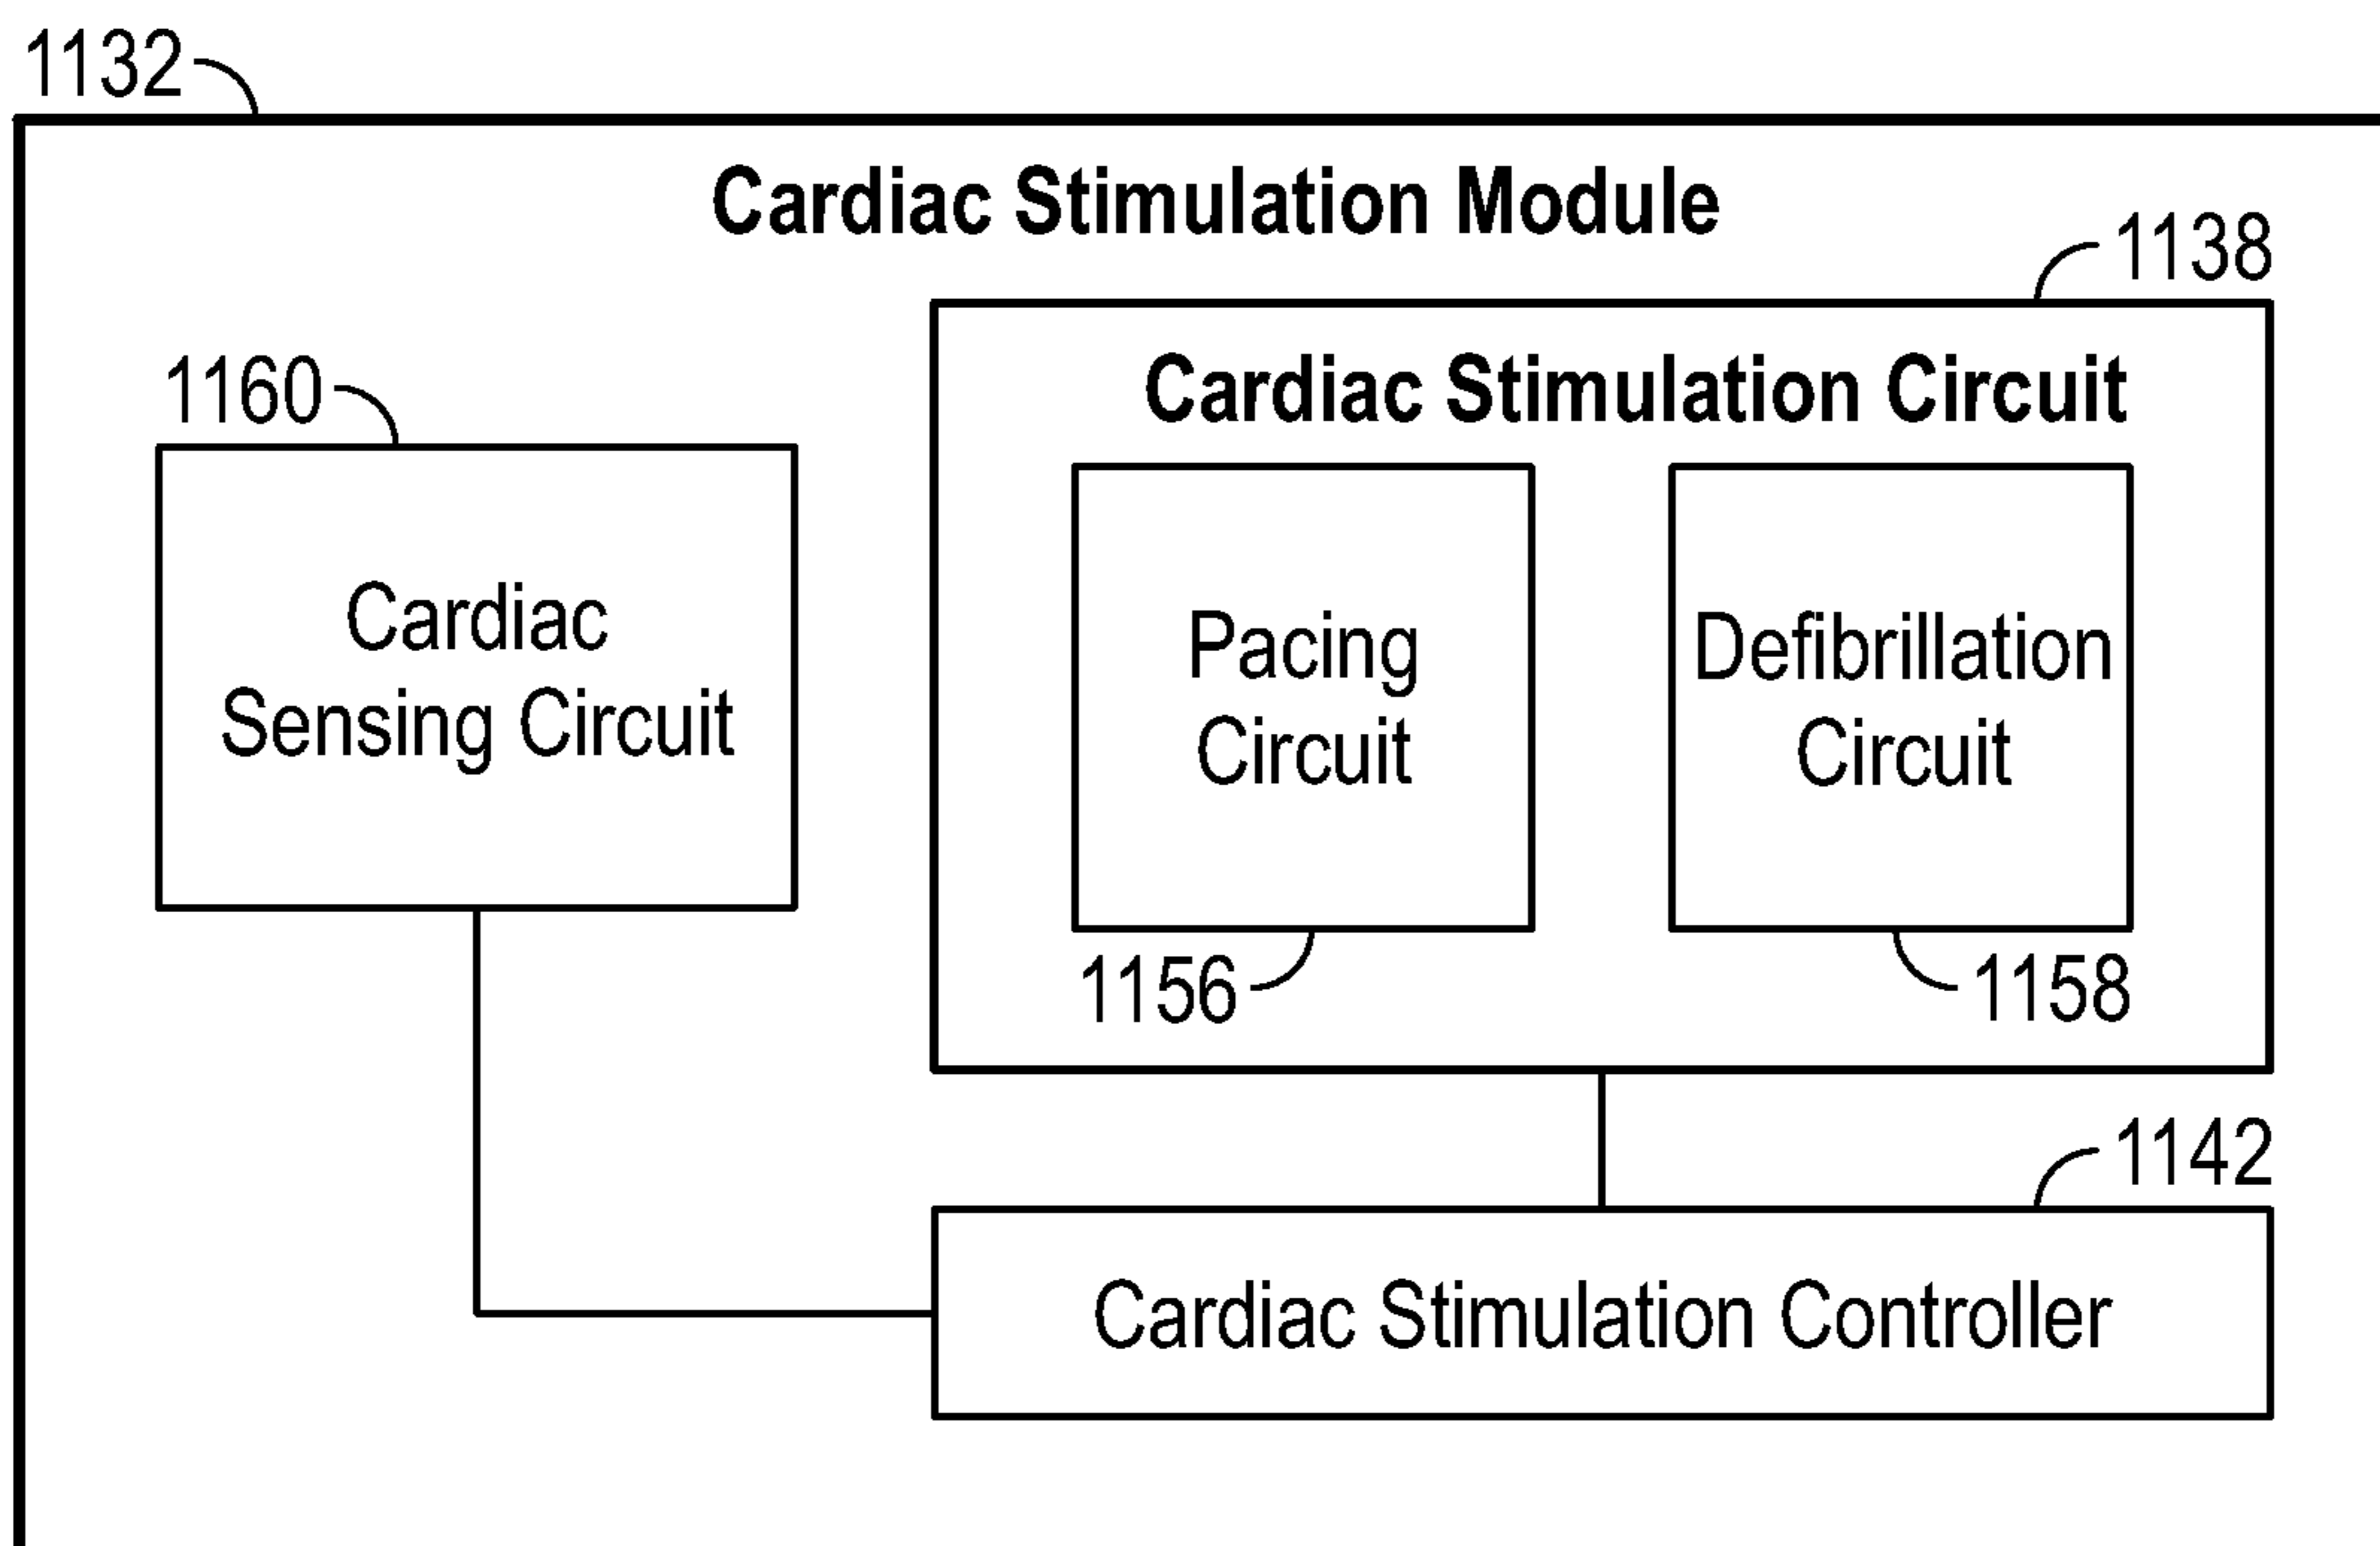 1132
Cardiac Stimulation Module
1138
Cardiac Stimulation Circuit
1160
Cardiac
Sensing Circuit
Pacing
Circuit
Defibrillation
Circuit
1156
1158
1142
Cardiac Stimulation Controller